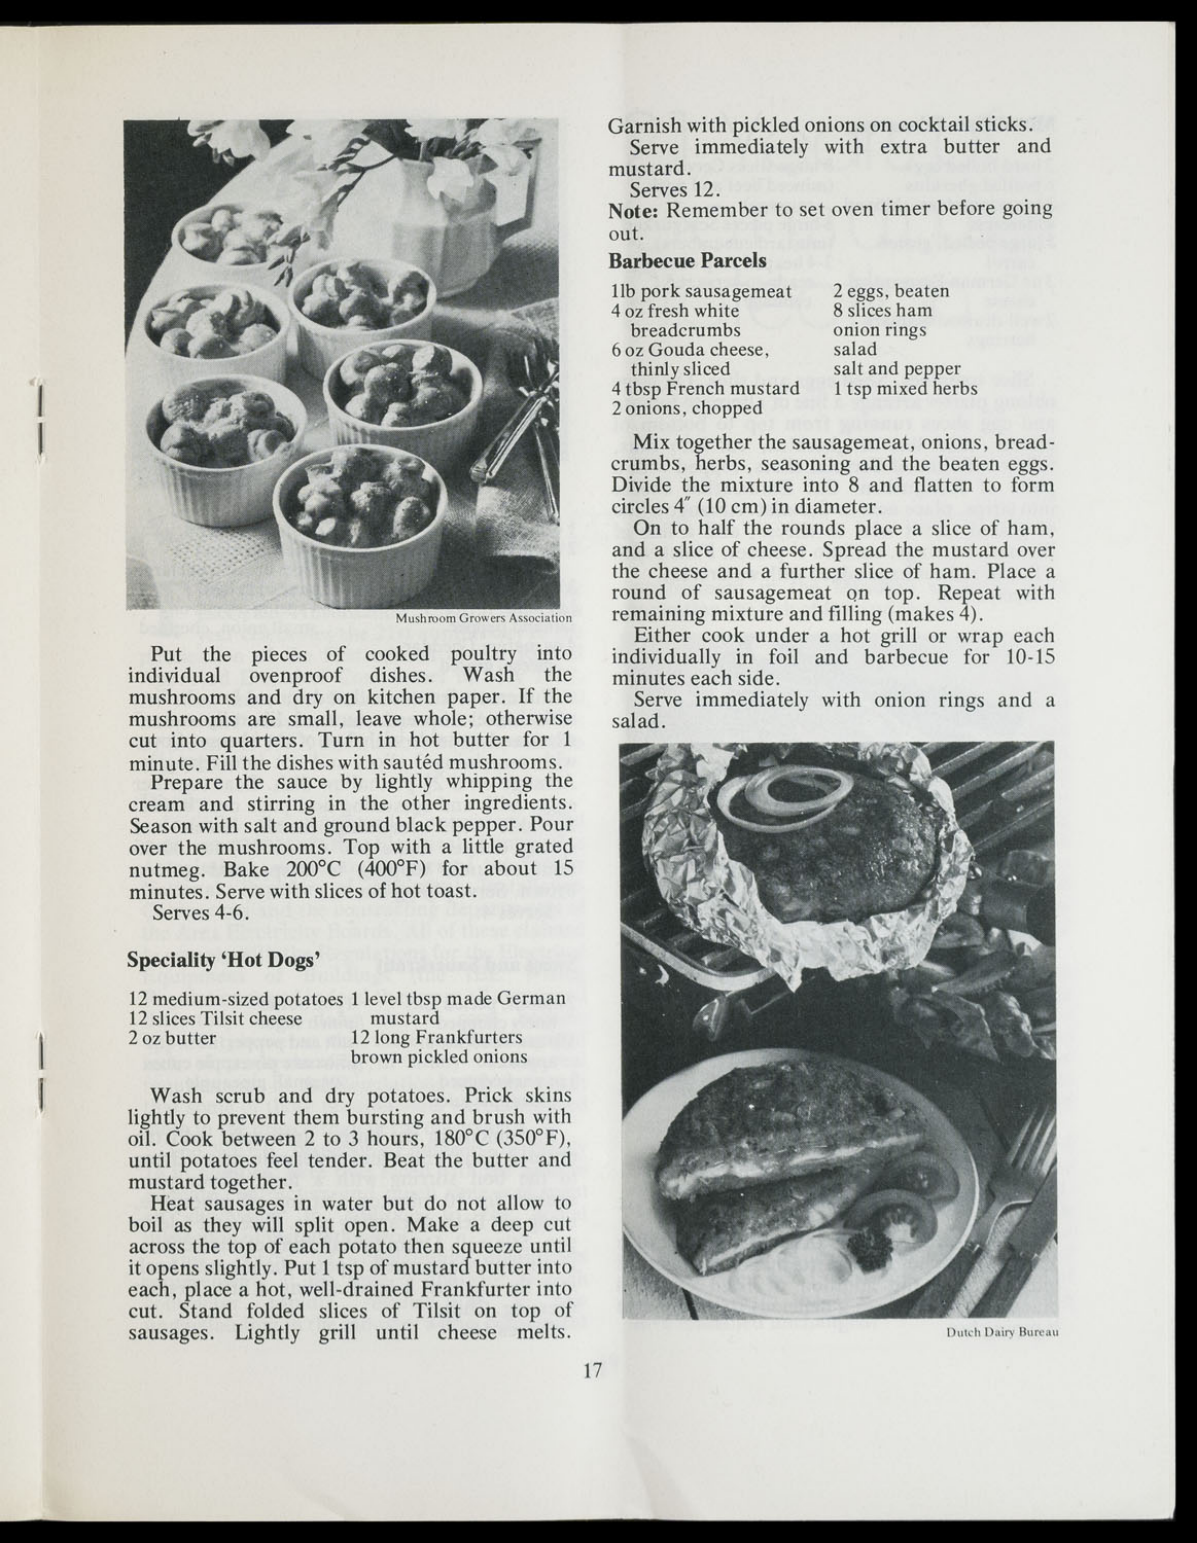 Mushroom Growers Association
Put the pieces of cooked poultry into
individual ovenproof dishes. Wash the
mushrooms and dry on kitchen paper. If the
mushrooms are small, leave whole; otherwise
cut into quarters. Turn in hot butter for 1
minute. Fill the dishes with sautéd mushrooms.
Prepare the sauce by lightly whipping the
cream and stirring in the other ingredients.
Season with salt and ground black pepper. Pour
over the mushrooms. Top with a little grated
nutmeg. Bake 200°C (400°F) for about 15
minutes. Serve with slices of hot toast.
Serves 4-6.
Speciality ‘Hot Dogs’
12 medium-sized potatoes
12 slices Tilsit cheese
2 oz butter
1 level tbsp made German
mustard
12 long Frankfurters
brown pickled onions
Wash scrub and dry potatoes. Prick skins
lightly to prevent them bursting and brush with
oil. Cook between 2 to 3 hours, 180°C (350°F),
until potatoes feel tender. Beat the butter and
mustard together.
Heat sausages in water but do not allow to
boil as they will split open. Make a deep cut
across the top of each potato then squeeze until
it opens slightly. Put 1 tsp of mustard butter into
each, place a hot, well-drained Frankfurter into
cut. Stand folded slices of Tilsit on top of
sausages. Lightly grill until cheese melts.
Garnish with pickled onions on cocktail sticks.
Serve immediately with extra butter and
mustard.
Serves 12.
Note: Remember to set oven timer before going
out.
Barbecue Parcels
1lb pork sausagemeat
4 oz fresh white
breadcrumbs
6 oz Gouda cheese,
thinly sliced
4 tbsp French mustard
2 onions, chopped
2 eggs, beaten
8 slices ham
onion rings
salad
salt and pepper
1 tsp mixed herbs
Mix together the sausagemeat, onions, bread-
crumbs, herbs, seasoning and the beaten eggs.
Divide the mixture into 8 and flatten to form
circles 4″ (10 cm) in diameter.
On to half the rounds place a slice of ham,
and a slice of cheese. Spread the mustard over
the cheese and a further slice of ham. Place a
round of sausagemeat on top. Repeat with
remaining mixture and filling (makes 4).
Either cook under a hot grill or wrap each
individually in foil and barbecue for 10-15
minutes each side.
Serve immediately with onion rings and a
salad.
Dutch Dairy Bureau
17